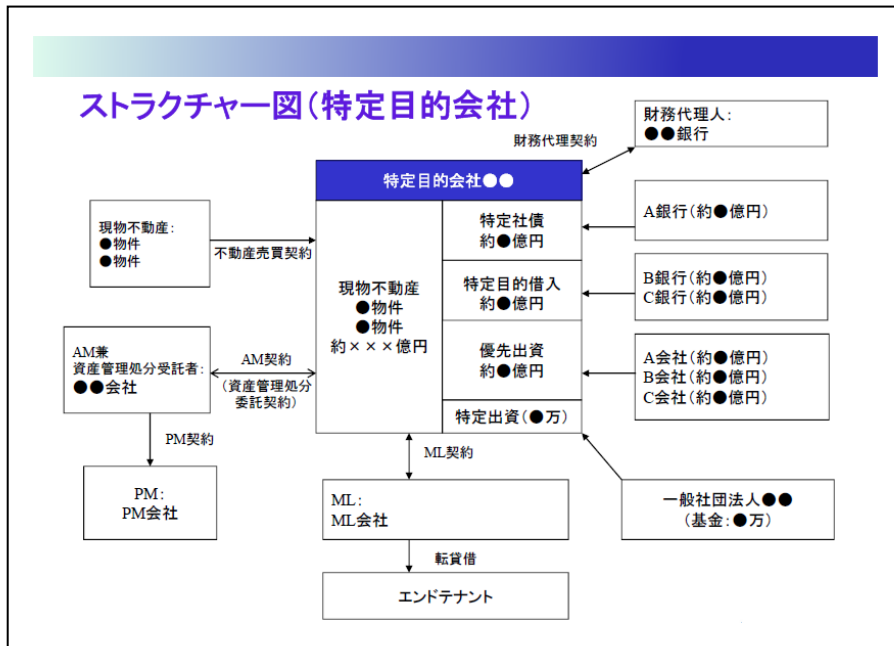 ストラクチャー図(特定目的会社)
財務代理人:
●●銀行
財務代理契約
特定目的会社●●
現物不動産:
●物件
●物件
不動産売買契約
現物不動産
●物件
●物件
約×××億円
特定社債
約●億円
特定目的借入
約●億円
優先出資
約●億円
特定出資(●万)
A銀行(約●億円)
B銀行(約●億円)
C銀行(約●億円)
A会社(約●億円)
B会社(約●億円)
C会社(約●億円)
AM兼
資産管理処分受託者:
●●会社
AM契約
(資産管理処分
委託契約)
PM契約
PM:
PM会社
ML契約
ML:
ML会社
一般社団法人●●
(基金:●万)
転貸借
エンドテナント